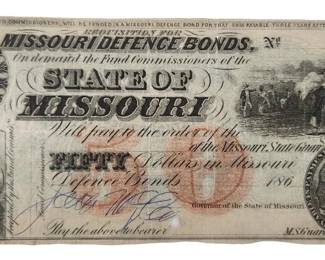 COMMISSIONERS, WILL BE FUNDED IN MISSOURI DEFENCE BONDS FOR THAT SUM PAYABLE THREE YEARS AFTER
REQUISITION FOR
MISSOURI DEFENCE BONDS, No
On demand the Fund Commissioners of the
STATE OF
MISSOURI
Will pay to the order of the
of the Missouri State Guard
FIFTY Dollars in Missouri
Defence Bonds 186
Governor of the State of Missouri
Pay the above to bearer
M.S.Guard